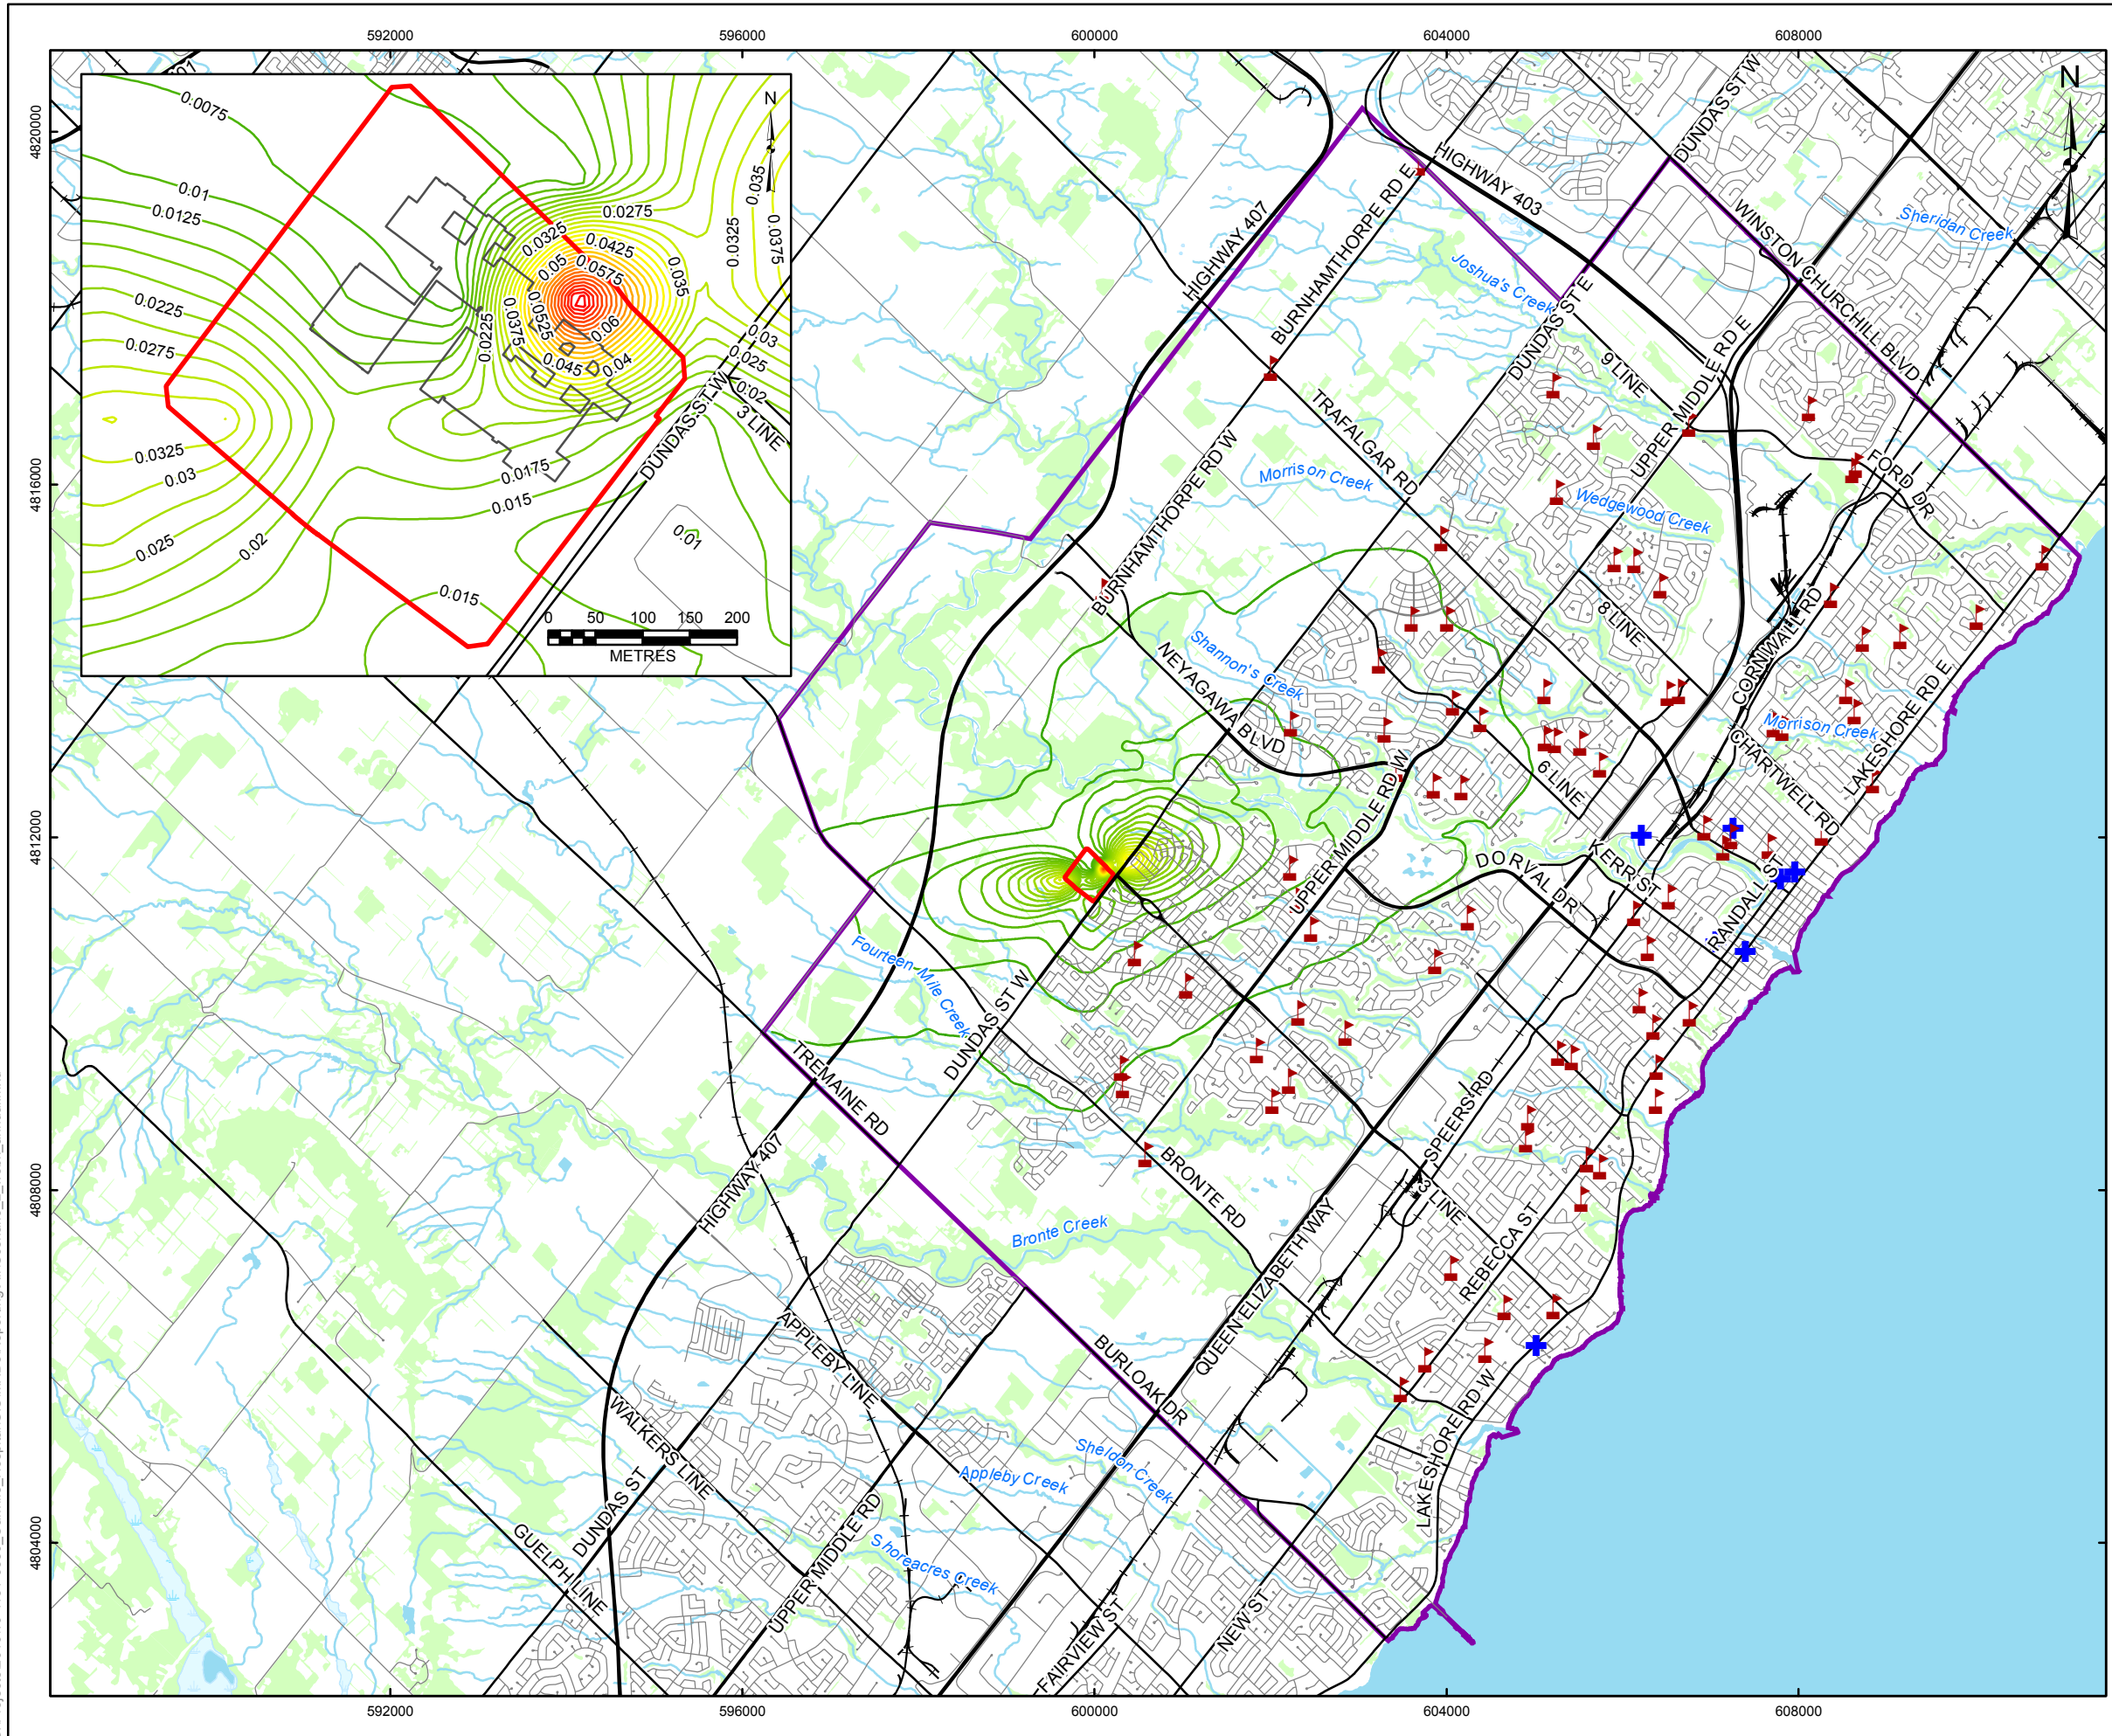 592000
596000
600000
604000
608000
4820000
4816000
4812000
4808000
4804000
N
N
0.0075
0.01
0.0125
0.0225
0.0275
0.0325
0.03
0.025
0.02
0.0325
0.0275
0.0425
0.05
0.0575
0.035
0.0325
0.035
0.0375
0.0225
0.0375
0.0525
0.06
0.045
0.04
0.03
0.025
0.02
0.0175
0.015
0.01
0.015
DUNDAS ST W
3 LINE
0 50 100 150 200
METRES
HIGHWAY 407
BURNHAMTHORPE RD E
HIGHWAY 403
DUNDAS ST W
WINSTON CHURCHILL BLVD
Sheridan Creek
Joshua's Creek
DUNDAS ST E
9 LINE
UPPER MIDDLE RD E
TRAFALGAR RD
BURNHAMTHORPE RD W
Morrison Creek
Wedgewood Creek
FORD DR
8 LINE
CORNWALL RD
Shannon's Creek
NEYAGAWA BLVD
LAKESHORE RD E
Morrison Creek
CHARTWELL RD
6 LINE
UPPER MIDDLE RD W
DORVAL DR
KERR ST
RANDALL ST
Fourteen Mile Creek
DUNDAS ST W
TREMAINE RD
HIGHWAY 407
BRONTE RD
SPEERS RD
3 LINE
REBECCA ST
Bronte Creek
QUEEN ELIZABETH WAY
APPLEBY LINE
BURLOAK DR
WALKERS LINE
LAKESHORE RD W
Sheldon Creek
Appleby Creek
DUNDAS ST
UPPER MIDDLE RD
GUELPH LINE
Shoreacres Creek
NEW ST
FAIRVIEW ST
592000
596000
600000
604000
608000